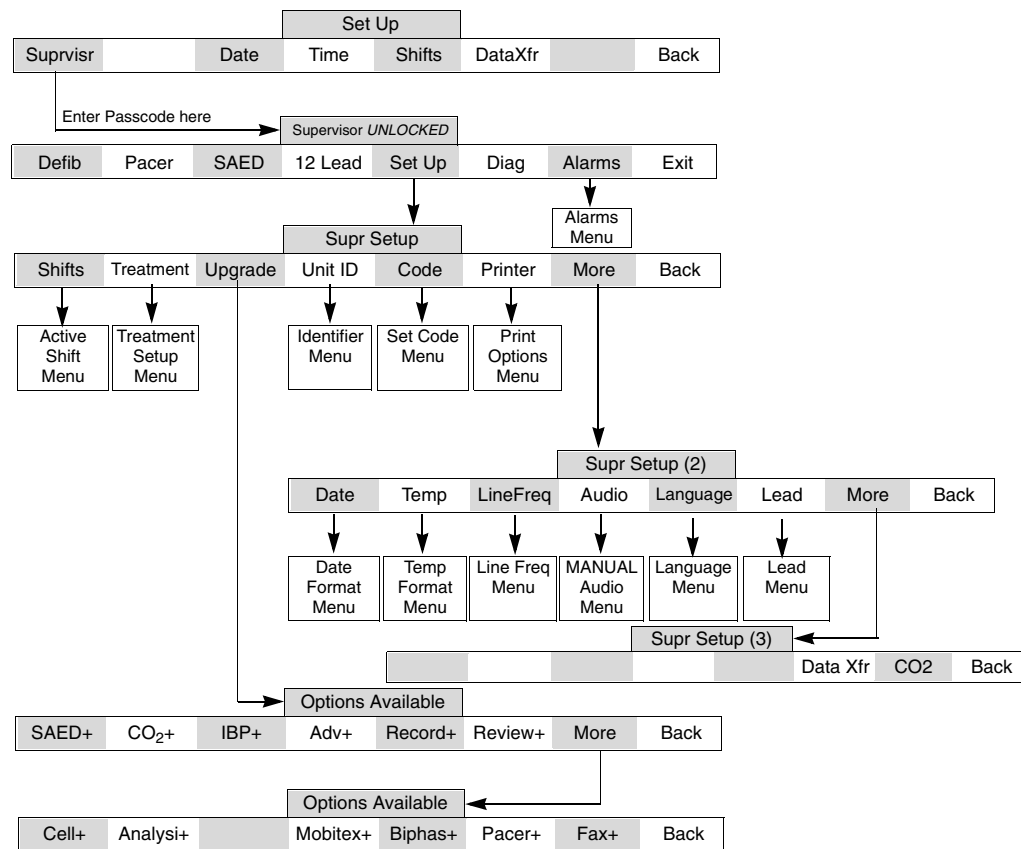 Set Up
Suprvisr Date Time Shifts DataXfr Back
Enter Passcode here
Supervisor UNLOCKED
Defib Pacer SAED 12 Lead Set Up Diag Alarms Exit
Alarms
Menu
Supr Setup
Shifts Treatment Upgrade Unit ID Code Printer More Back
Active
Shift
Menu
Treatment
Setup
Menu
Identifier
Menu
Set Code
Menu
Print
Options
Menu
Supr Setup (2)
Date Temp LineFreq Audio Language Lead More Back
Date
Format
Menu
Temp
Format
Menu
Line Freq
Menu
MANUAL
Audio
Menu
Language
Menu
Lead
Menu
Supr Setup (3)
Data Xfr CO2 Back
Options Available
SAED+ CO₂+ IBP+ Adv+ Record+ Review+ More Back
Options Available
Cell+ Analysi+ Mobitex+ Biphas+ Pacer+ Fax+ Back